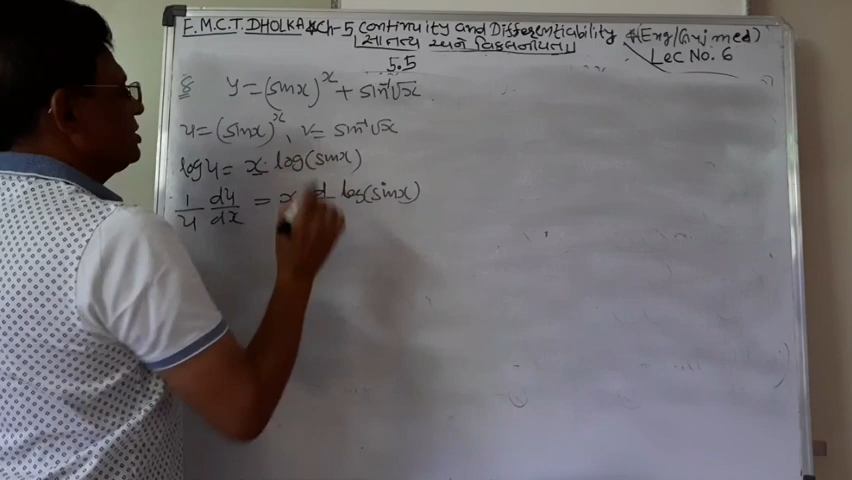 E.M.C.T. DHOLKA Ch-5 Continuity and Differentiability (Eng/Guj med)
સાતત્ય અને વિકલનીયતા Lec No. 6
5.5
8 y = (sinx)^x + sin⁻¹√x
u = (sinx)^x, v = sin⁻¹√x
log u = x · log(sinx)
1/u du/dx = x d log(sinx)